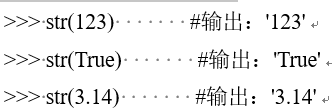 >>> str(123)        #输出：'123'
>>> str(True)        #输出：'True'
>>> str(3.14)        #输出：'3.14'